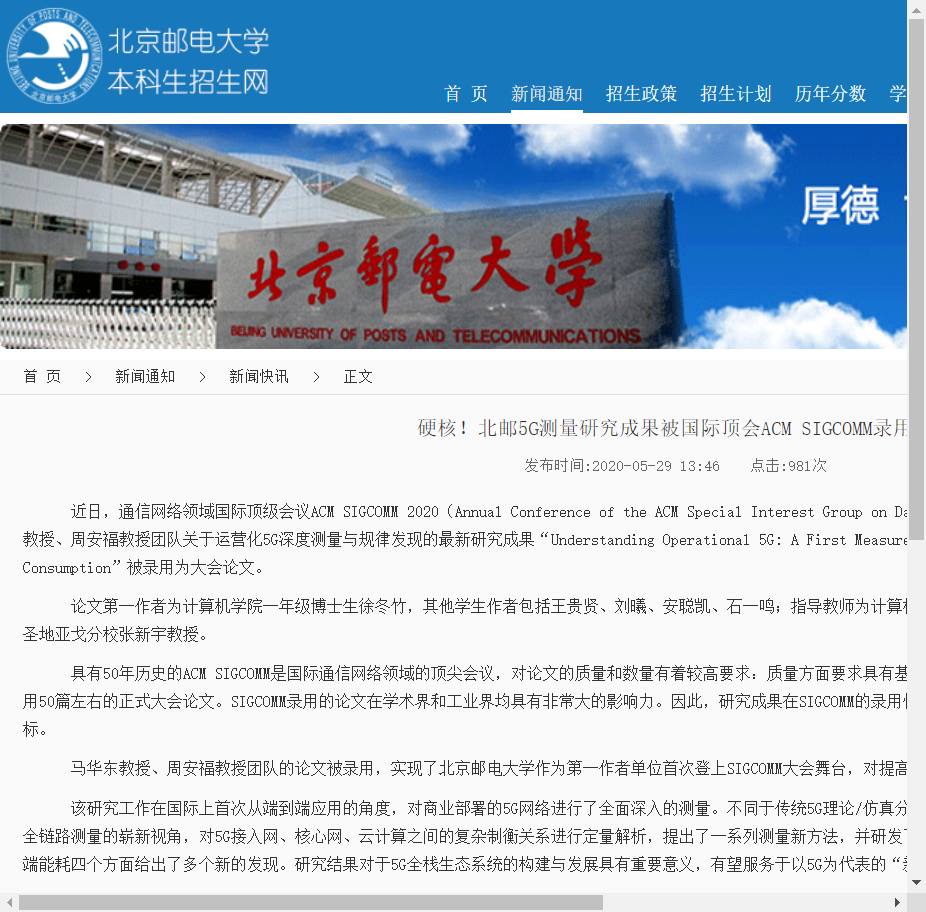 北京邮电大学
本科生招生网
BEIJING UNIVERSITY OF POSTS AND TELECOMMUNICATIONS
北京邮电大学
首 页 新闻通知 招生政策 招生计划 历年分数 学
厚德
北京郵電大學
BEIJING UNIVERSITY OF POSTS AND TELECOMMUNICATIONS
首 页 > 新闻通知 > 新闻快讯 > 正文
硬核！北邮5G测量研究成果被国际顶会ACM SIGCOMM录用
发布时间:2020-05-29 13:46 点击:981次
近日，通信网络领域国际顶级会议ACM SIGCOMM 2020（Annual Conference of the ACM Special Interest Group on Da
教授、周安福教授团队关于运营化5G深度测量与规律发现的最新研究成果“Understanding Operational 5G: A First Measure
Consumption”被录用为大会论文。
论文第一作者为计算机学院一年级博士生徐冬竹，其他学生作者包括王贵贤、刘曦、安聪凯、石一鸣；指导教师为计算机
圣地亚戈分校张新宇教授。
具有50年历史的ACM SIGCOMM是国际通信网络领域的顶尖会议，对论文的质量和数量有着较高要求：质量方面要求具有基
用50篇左右的正式大会论文。SIGCOMM录用的论文在学术界和工业界均具有非常大的影响力。因此，研究成果在SIGCOMM的录用
标。
马华东教授、周安福教授团队的论文被录用，实现了北京邮电大学作为第一作者单位首次登上SIGCOMM大会舞台，对提高
该研究工作在国际上首次从端到端应用的角度，对商业部署的5G网络进行了全面深入的测量。不同于传统5G理论/仿真分
全链路测量的崭新视角，对5G接入网、核心网、云计算之间的复杂制衡关系进行定量解析，提出了一系列测量新方法，并研发了
端能耗四个方面给出了多个新的发现。研究结果对于5G全栈生态系统的构建与发展具有重要意义，有望服务于以5G为代表的“新